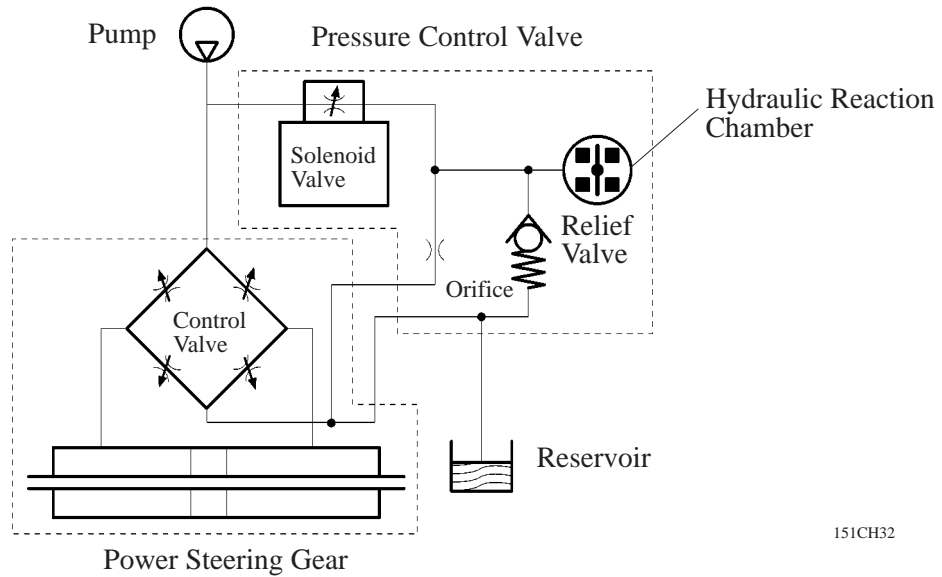 Pump
Pressure Control Valve
Hydraulic Reaction
Chamber
Solenoid
Valve
Relief
Valve
Orifice
Control
Valve
Reservoir
151CH32
Power Steering Gear